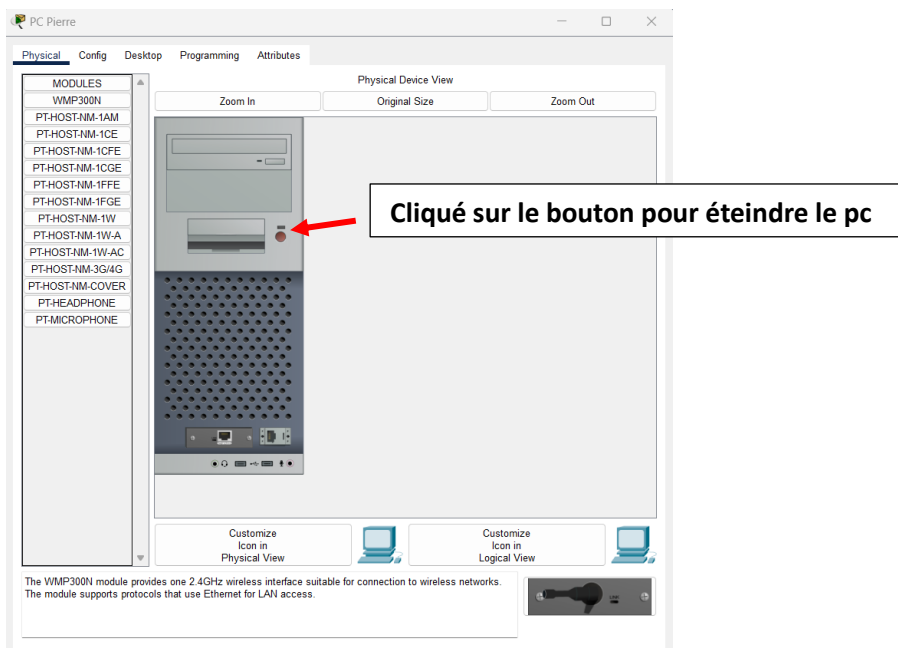 PC Pierre
Physical Config Desktop Programming Attributes
MODULES
WMP300N
PT-HOST-NM-1AM
PT-HOST-NM-1CE
PT-HOST-NM-1CFE
PT-HOST-NM-1CGE
PT-HOST-NM-1FFE
PT-HOST-NM-1FGE
PT-HOST-NM-1W
PT-HOST-NM-1W-A
PT-HOST-NM-1W-AC
PT-HOST-NM-3G/4G
PT-HOST-NM-COVER
PT-HEADPHONE
PT-MICROPHONE
Physical Device View
Zoom In Original Size Zoom Out
Cliqué sur le bouton pour éteindre le pc
Customize
Icon in
Physical View
Customize
Icon in
Logical View
The WMP300N module provides one 2.4GHz wireless interface suitable for connection to wireless networks.
The module supports protocols that use Ethernet for LAN access.